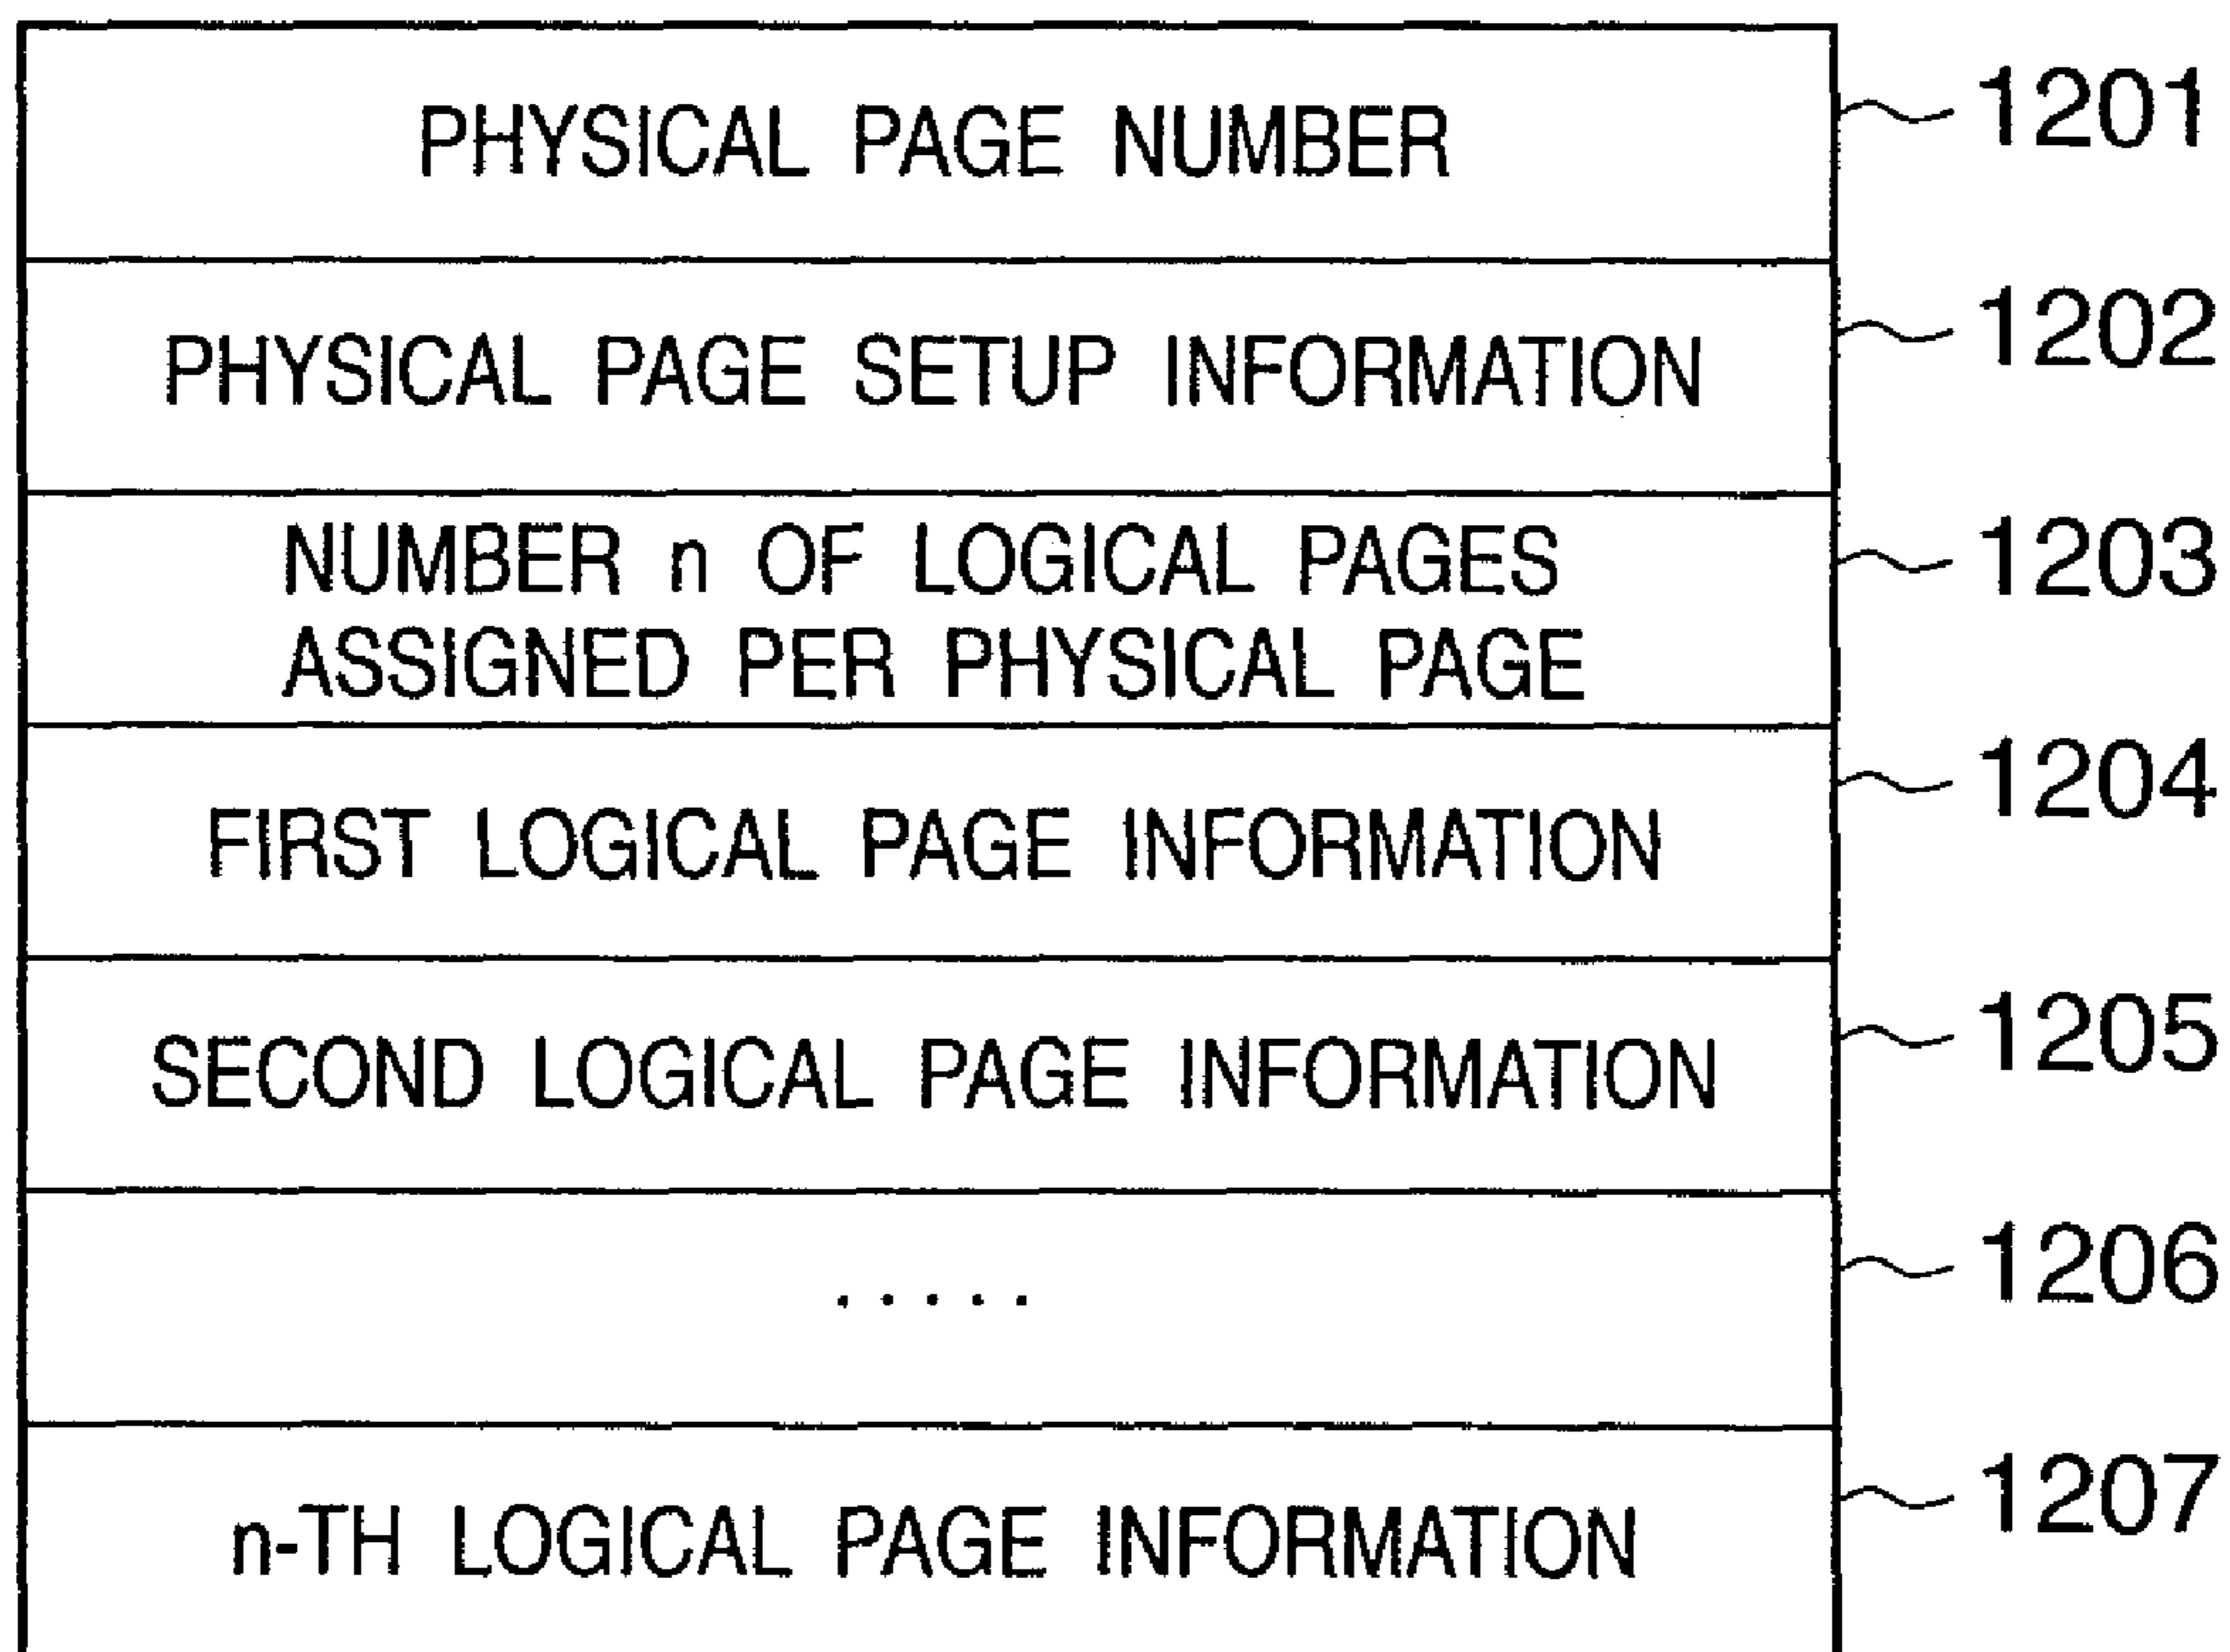 PHYSICAL PAGE NUMBER 1201
PHYSICAL PAGE SETUP INFORMATION 1202
NUMBER n OF LOGICAL PAGES 1203
ASSIGNED PER PHYSICAL PAGE
FIRST LOGICAL PAGE INFORMATION 1204
SECOND LOGICAL PAGE INFORMATION 1205
..... 1206
n-TH LOGICAL PAGE INFORMATION 1207